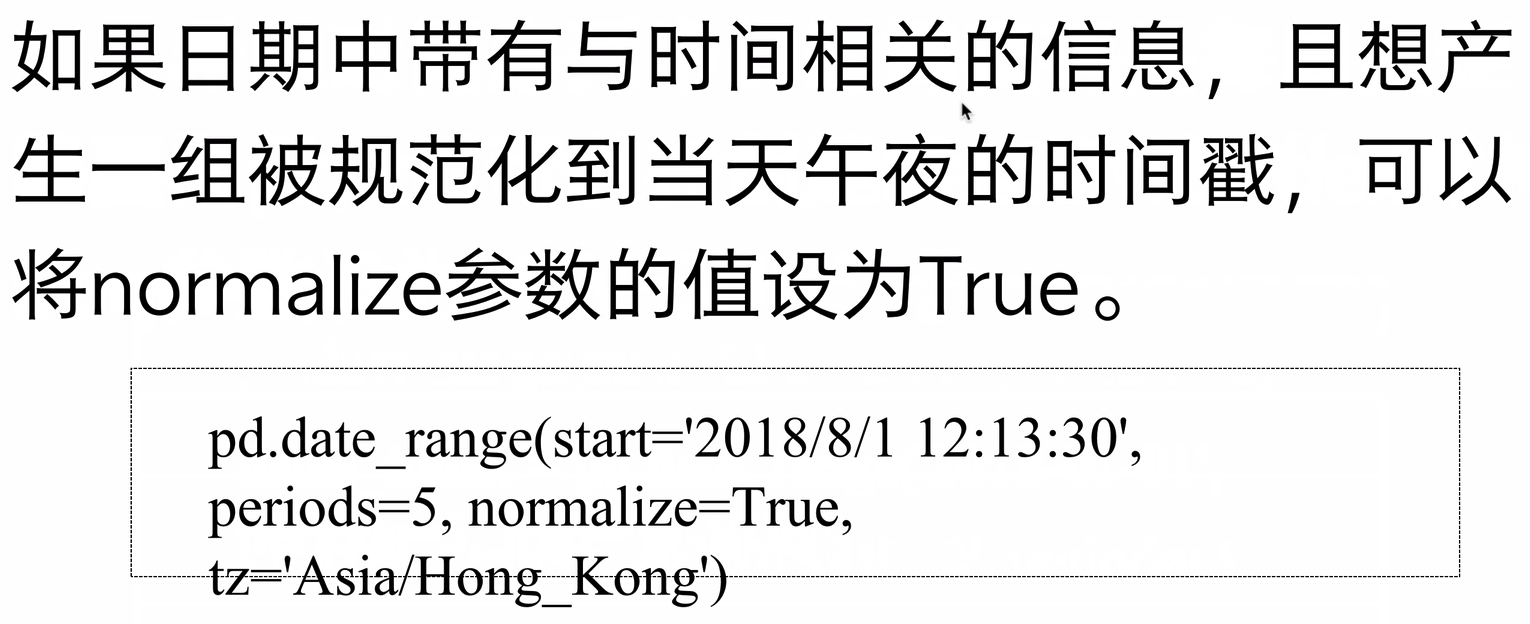 如果日期中带有与时间相关的信息，且想产
生一组被规范化到当天午夜的时间戳，可以
将normalize参数的值设为True。
pd.date_range(start='2018/8/1 12:13:30',
periods=5, normalize=True,
tz='Asia/Hong_Kong')